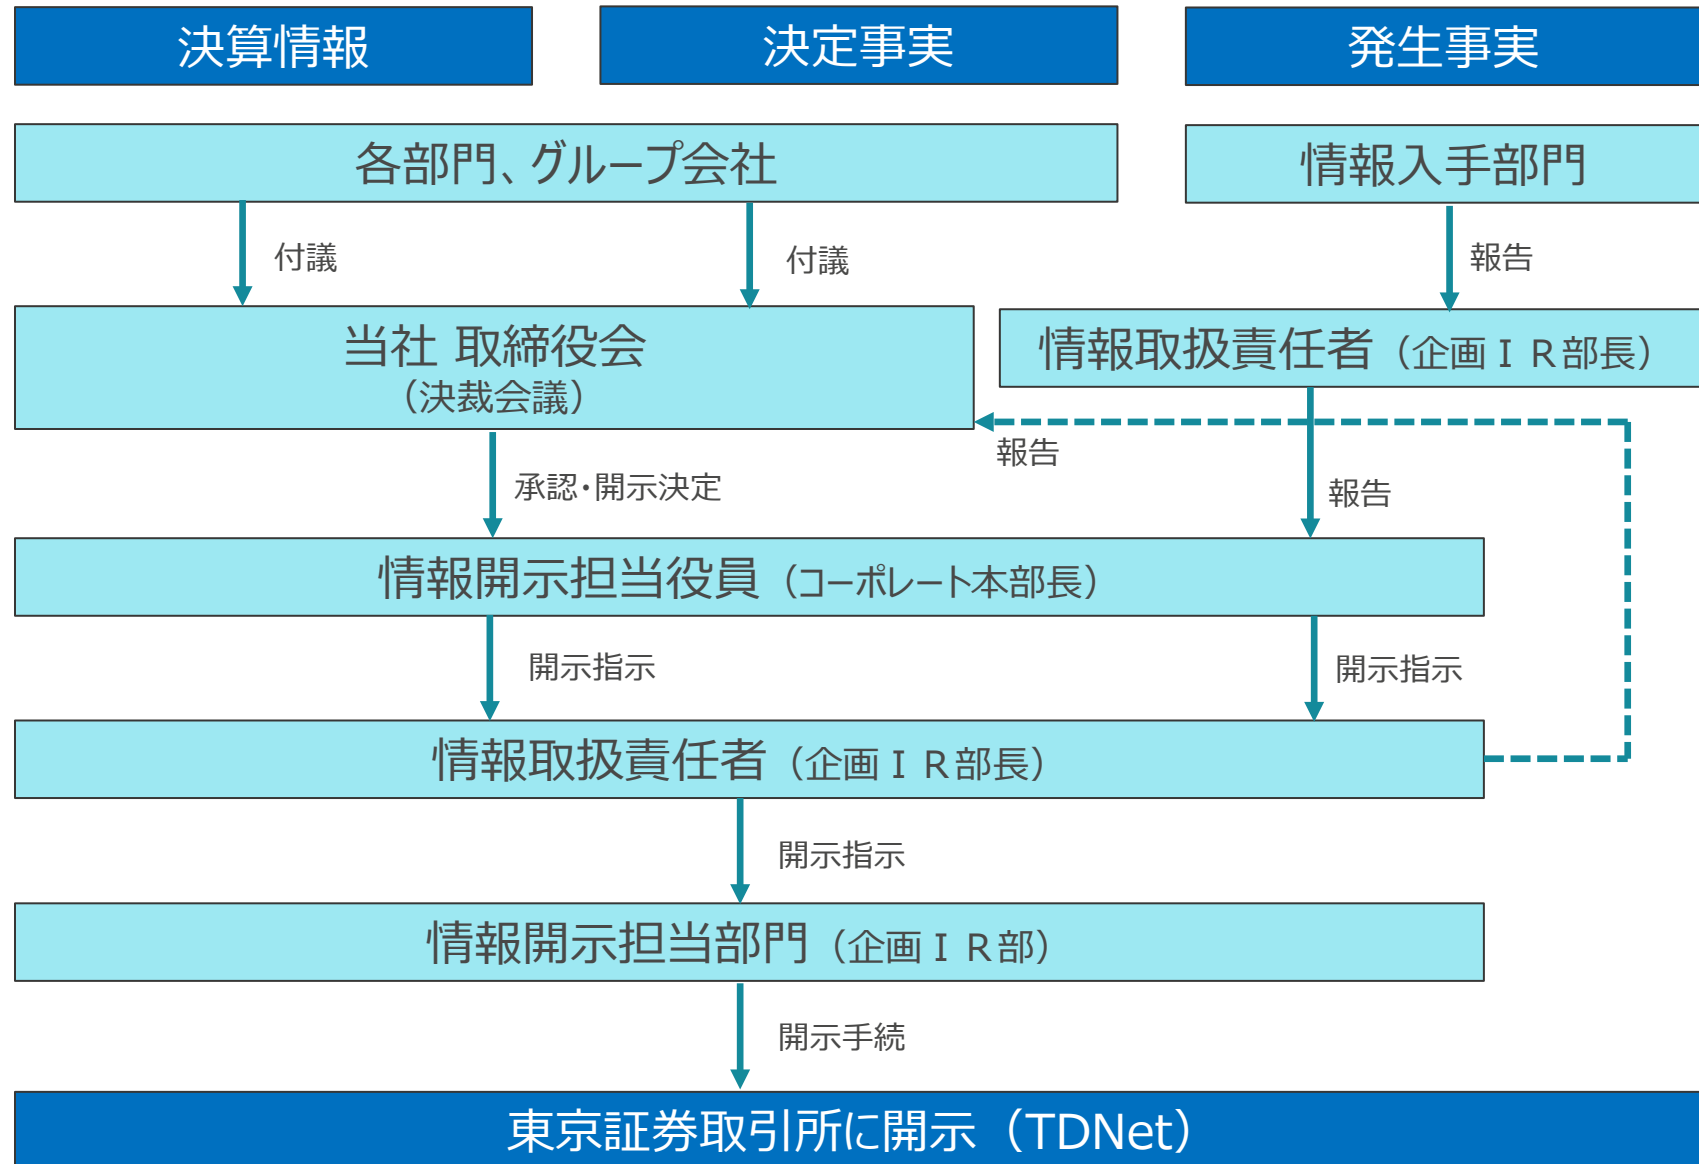 決算情報
決定事実
発生事実
各部門、グループ会社
情報入手部門
付議
付議
報告
当社 取締役会
（決裁会議）
情報取扱責任者（企画ＩＲ部長）
報告
承認・開示決定
報告
情報開示担当役員（コーポレート本部長）
開示指示
開示指示
情報取扱責任者（企画ＩＲ部長）
開示指示
情報開示担当部門（企画ＩＲ部）
開示手続
東京証券取引所に開示（TDNet）